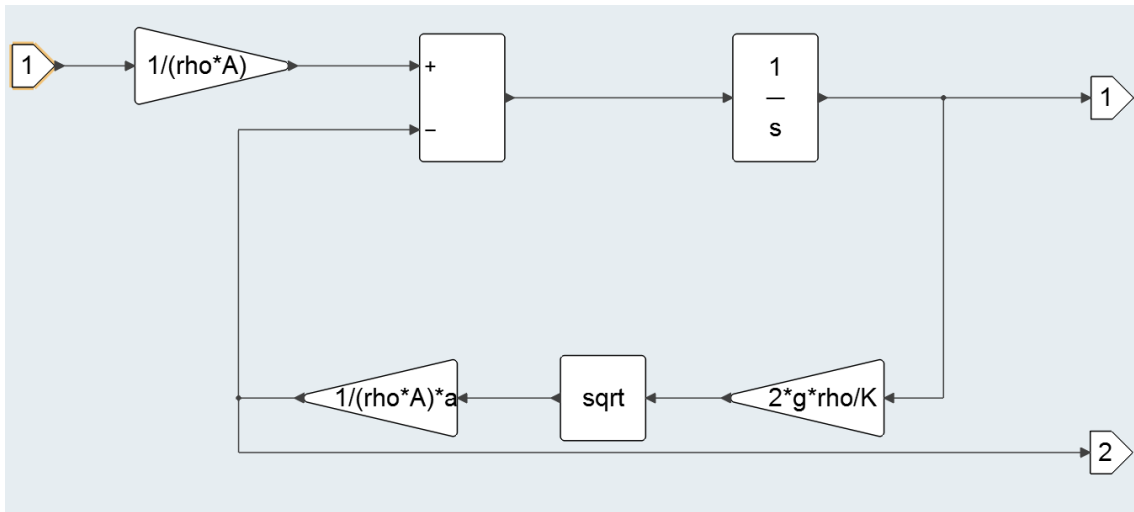 1
1/(rho*A)
+
−
1
—
s
1
1/(rho*A)*a
sqrt
2*g*rho/K
2